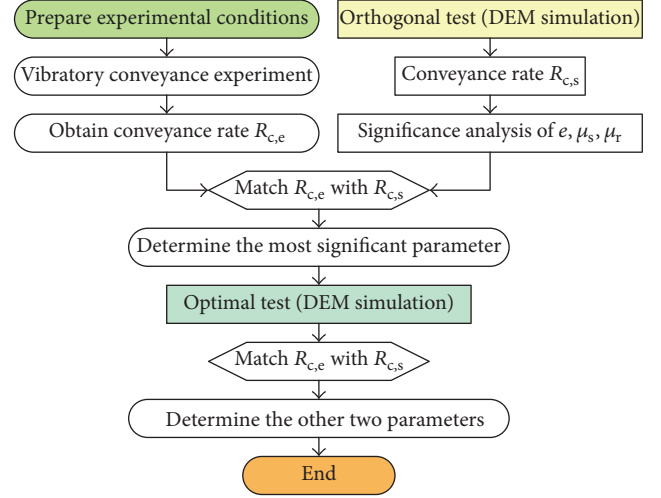 Prepare experimental conditions
Orthogonal test (DEM simulation)
Vibratory conveyance experiment
Conveyance rate R_c,s
Obtain conveyance rate R_c,e
Significance analysis of e, μ_s, μ_r
Match R_c,e with R_c,s
Determine the most significant parameter
Optimal test (DEM simulation)
Match R_c,e with R_c,s
Determine the other two parameters
End